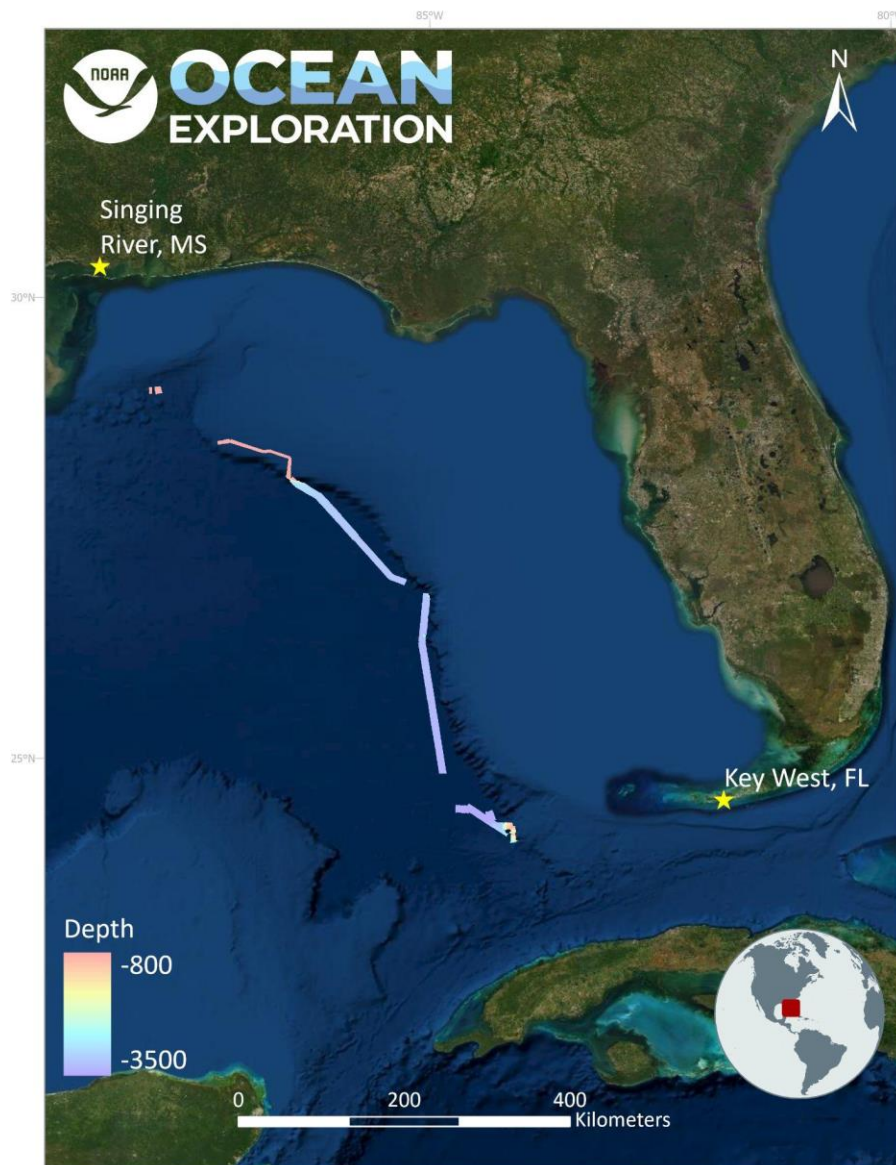 85°W
80°W
NOAA
OCEAN
EXPLORATION
N
Singing
River, MS
30°N
25°N
Key West, FL
Depth
-800
-3500
0 200 400
Kilometers